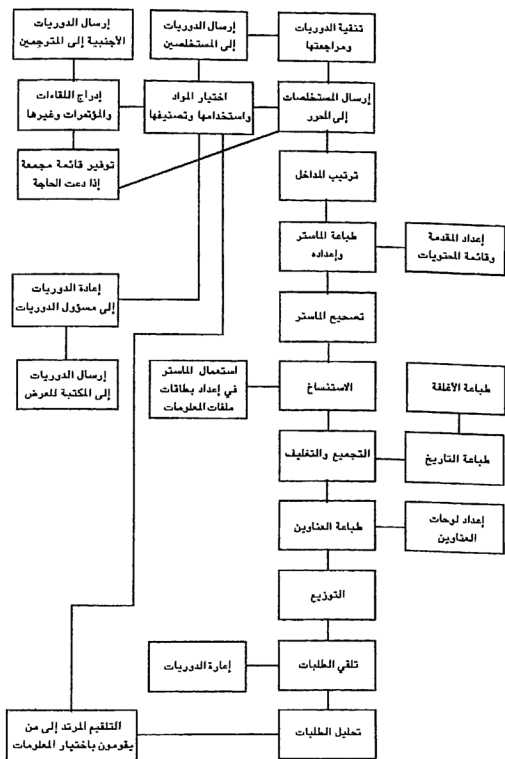 تنقية الدوريات
ومراجعتها
إرسال الدوريات
إلى المستخلصين
إرسال الدوريات
الأجنبية إلى المترجمين
إرسال المستخلصات
إلى المحرر
اختيار المواد
واستخدامها وتصنيفها
إدراج اللقاءات
والمؤتمرات وغيرها
توفير قائمة مجمعة
إذا دعت الحاجة
ترتيب المداخل
طباعة الماستر
وإعداده
إعداد المقدمة
وقائمة المحتويات
إعادة الدوريات
إلى مسؤول الدوريات
تصحيح الماستر
إرسال الدوريات
إلى المكتبة للعرض
الاستنساخ
استعمال الماستر
في إعداد بطاقات
ملفات المعلومات
طباعة الأغلفة
التجميع والتغليف
طباعة التاريخ
طباعة العناوين
إعداد لوحات
العناوين
التوزيع
تلقي الطلبات
إعارة الدوريات
تحليل الطلبات
التلقيم المرتد إلى من
يقومون باختيار المعلومات